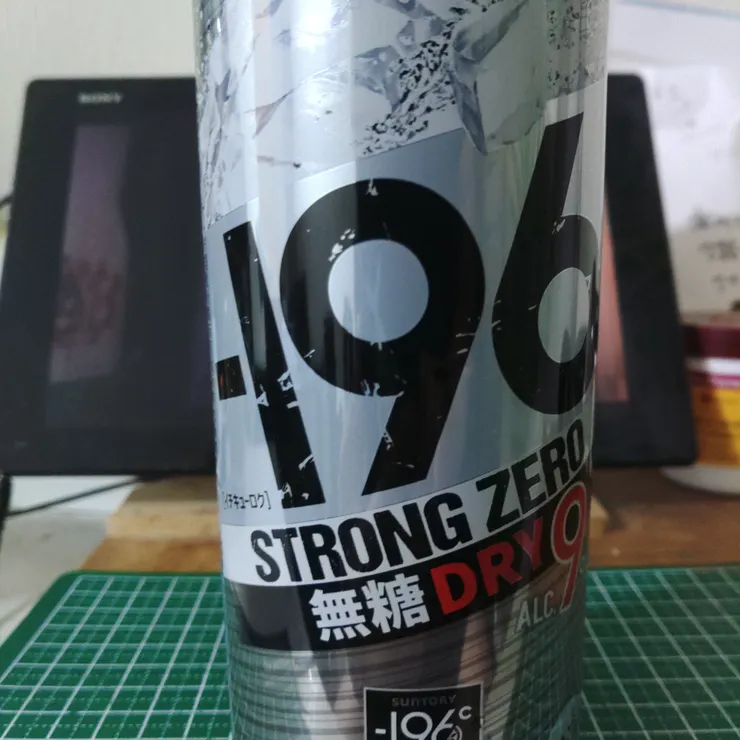 SONY
-196
[イチキューロク]
STRONG ZERO
無糖 DRY 9
ALC.
SUNTORY
-196°C